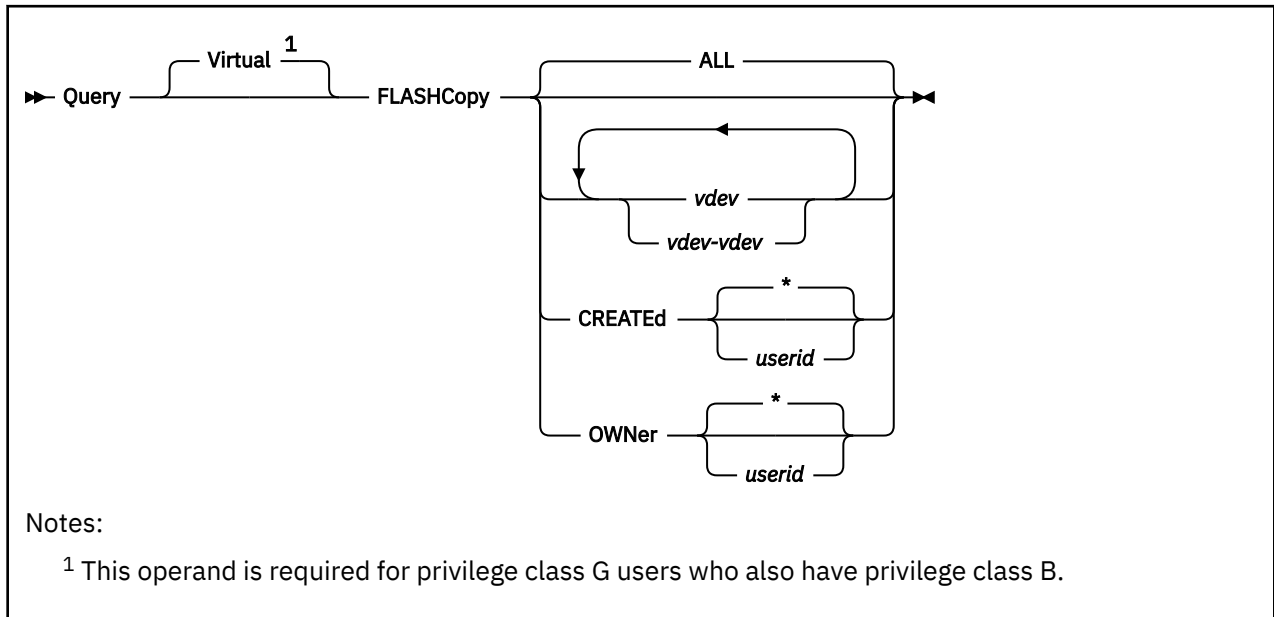 Virtual 1
ALL
Query FLASHCopy
vdev
vdev-vdev
*
CREATEd
userid
*
OWNer
userid
Notes:
1 This operand is required for privilege class G users who also have privilege class B.